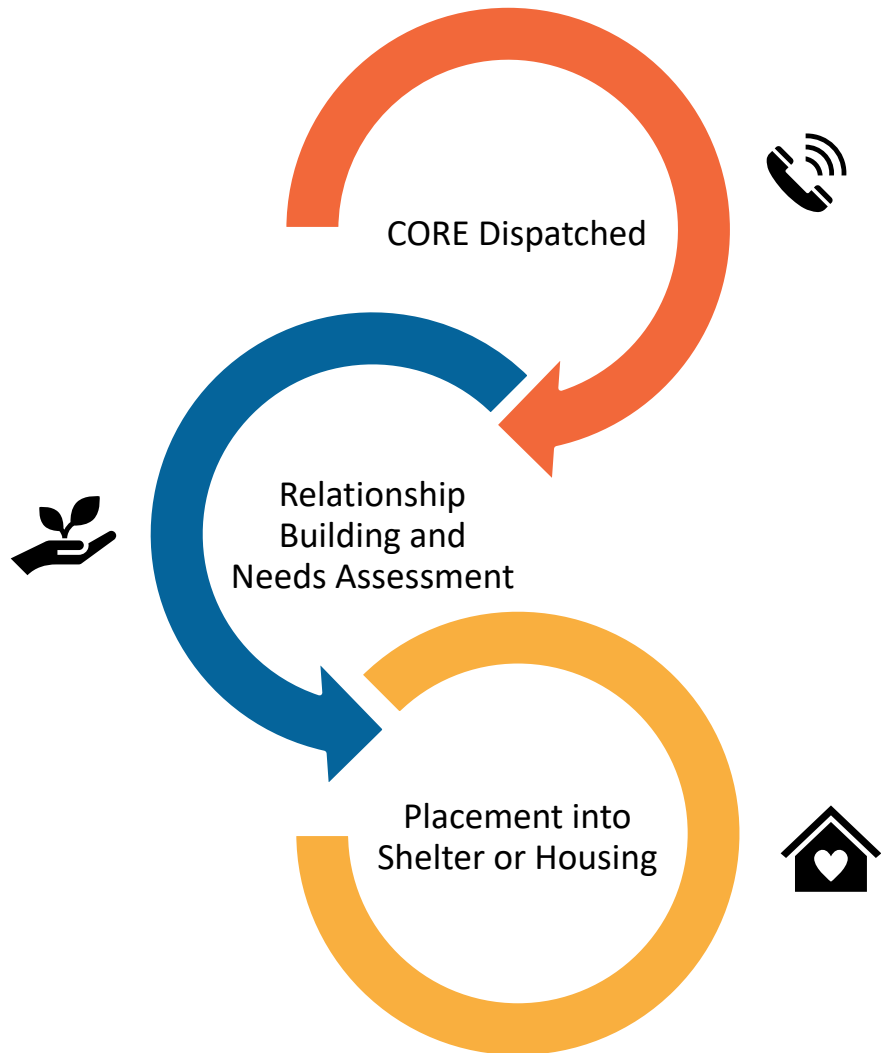 CORE Dispatched
Relationship
Building and
Needs Assessment
Placement into
Shelter or Housing